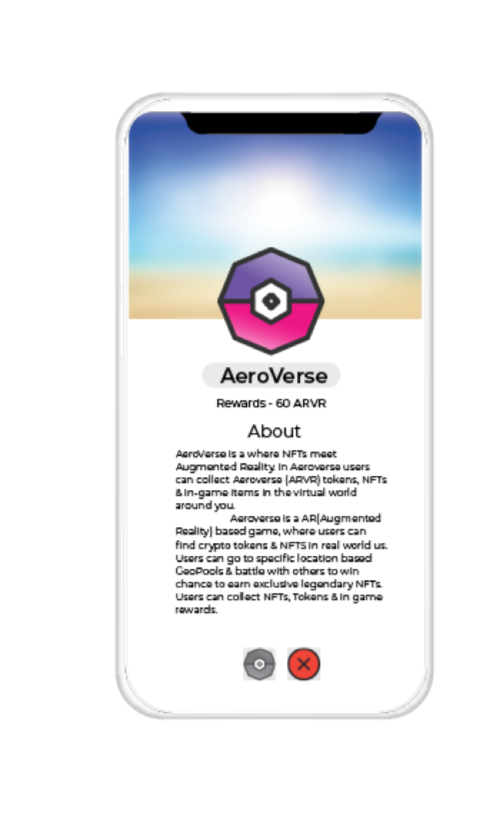 AeroVerse
Rewards - 60 ARVR
About
AeroVerse is a where NFTs meet
Augmented Reality. In Aeroverse users
can collect Aeroverse (ARVR) tokens, NFTs
& in-game items in the virtual world
around you.
Aeroverse is a AR(Augmented
Reality) based game, where users can
find crypto tokens & NFTS in real world us.
Users can go to specific location based
GeoPools & battle with others to win
chance to earn exclusive legendary NFTs.
Users can collect NFTs, Tokens & in game
rewards.